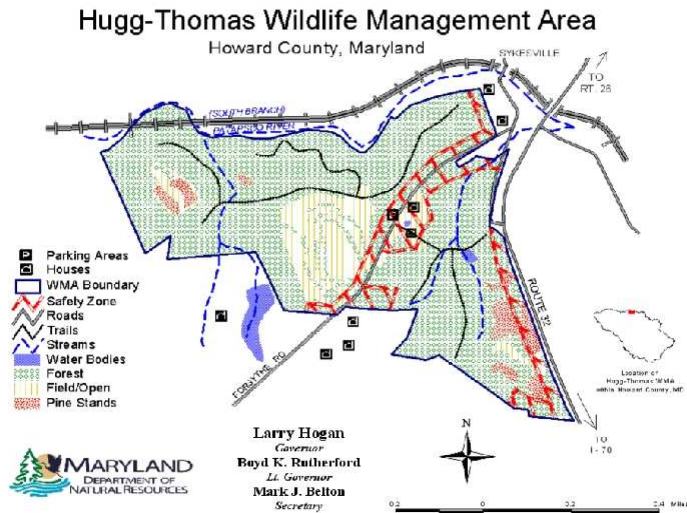 Hugg-Thomas Wildlife Management Area
Howard County, Maryland
SYKESVILLE
TO
RT. 26
(SOUTH BRANCH)
PATAPSCO RIVER
P Parking Areas
Houses
WMA Boundary
Safety Zone
Roads
Trails
Streams
Water Bodies
Forest
Field/Open
Pine Stands
ROUTE 32
FORSYTHE RD
Location of
Hugg-Thomas WMA
within Howard County, MD
TO
I-70
MARYLAND
DEPARTMENT OF
NATURAL RESOURCES
Larry Hogan
Governor
Boyd K. Rutherford
Lt. Governor
Mark J. Belton
Secretary
N
0.2 0 0.2 0.4 Miles